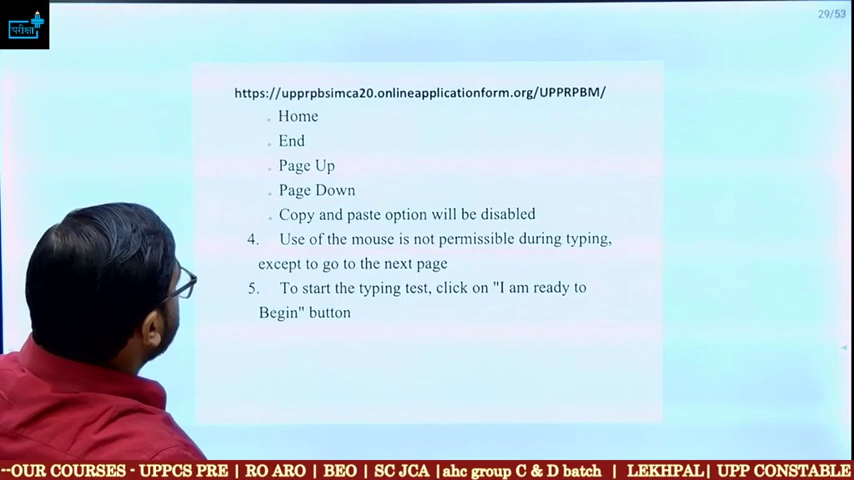 परीक्षा
29/53
https://upprpbsimca20.onlineapplicationform.org/UPPRPBM/
Home
End
Page Up
Page Down
Copy and paste option will be disabled
4. Use of the mouse is not permissible during typing,
except to go to the next page
5. To start the typing test, click on "I am ready to
Begin" button
--OUR COURSES - UPPCS PRE | RO ARO | BEO | SC JCA |ahc group C & D batch | LEKHPAL| UPP CONSTABLE